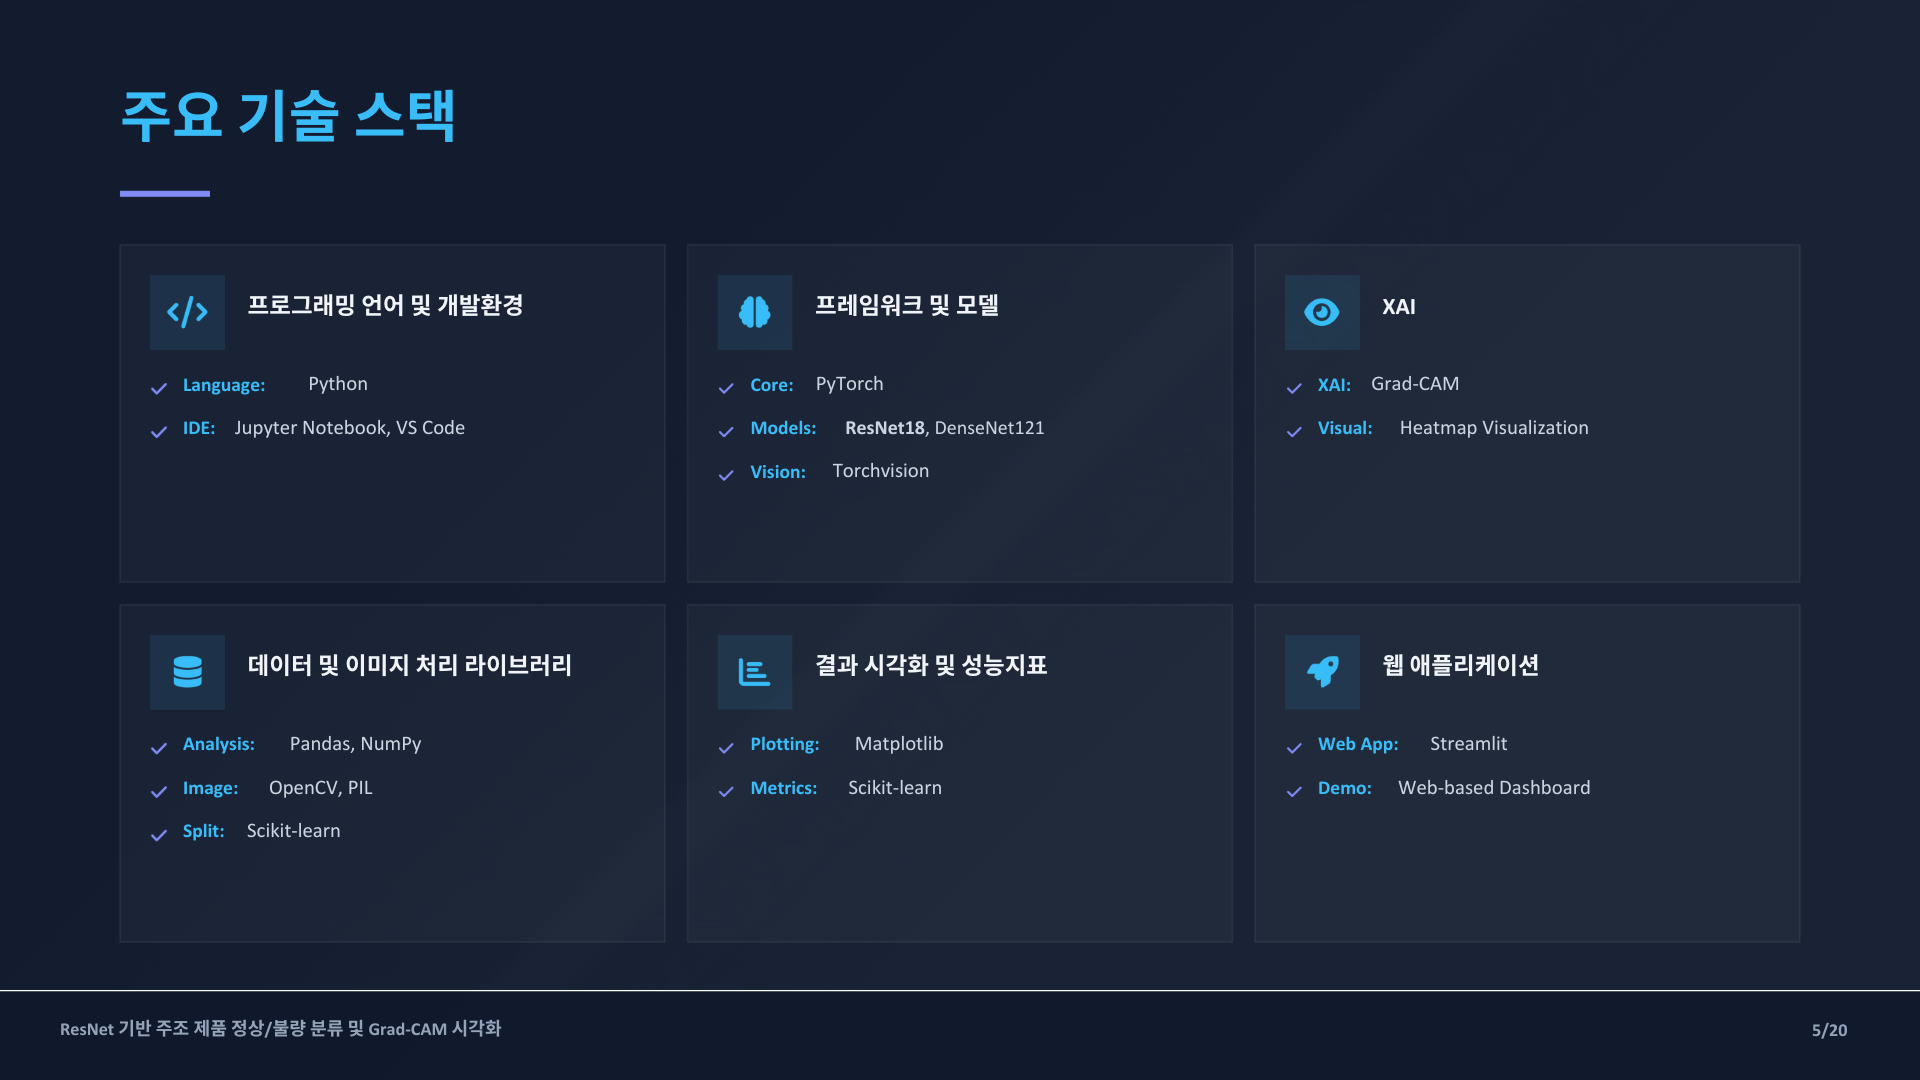 주요 기술 스택
프로그래밍 언어 및 개발환경
Language: Python
IDE: Jupyter Notebook, VS Code
프레임워크 및 모델
Core: PyTorch
Models: ResNet18, DenseNet121
Vision: Torchvision
XAI
XAI: Grad-CAM
Visual: Heatmap Visualization
데이터 및 이미지 처리 라이브러리
Analysis: Pandas, NumPy
Image: OpenCV, PIL
Split: Scikit-learn
결과 시각화 및 성능지표
Plotting: Matplotlib
Metrics: Scikit-learn
웹 애플리케이션
Web App: Streamlit
Demo: Web-based Dashboard
ResNet 기반 주조 제품 정상/불량 분류 및 Grad-CAM 시각화
5/20